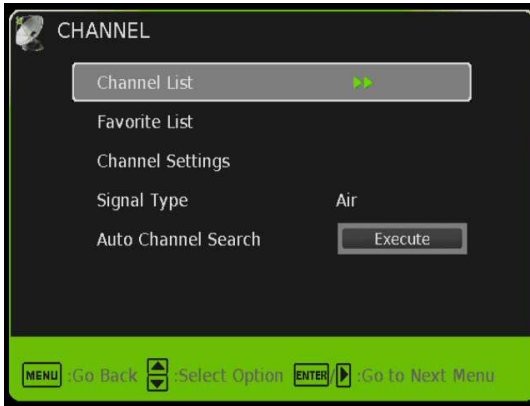 CHANNEL
Channel List
Favorite List
Channel Settings
Signal Type Air
Auto Channel Search Execute
MENU :Go Back :Select Option ENTER/ :Go to Next Menu